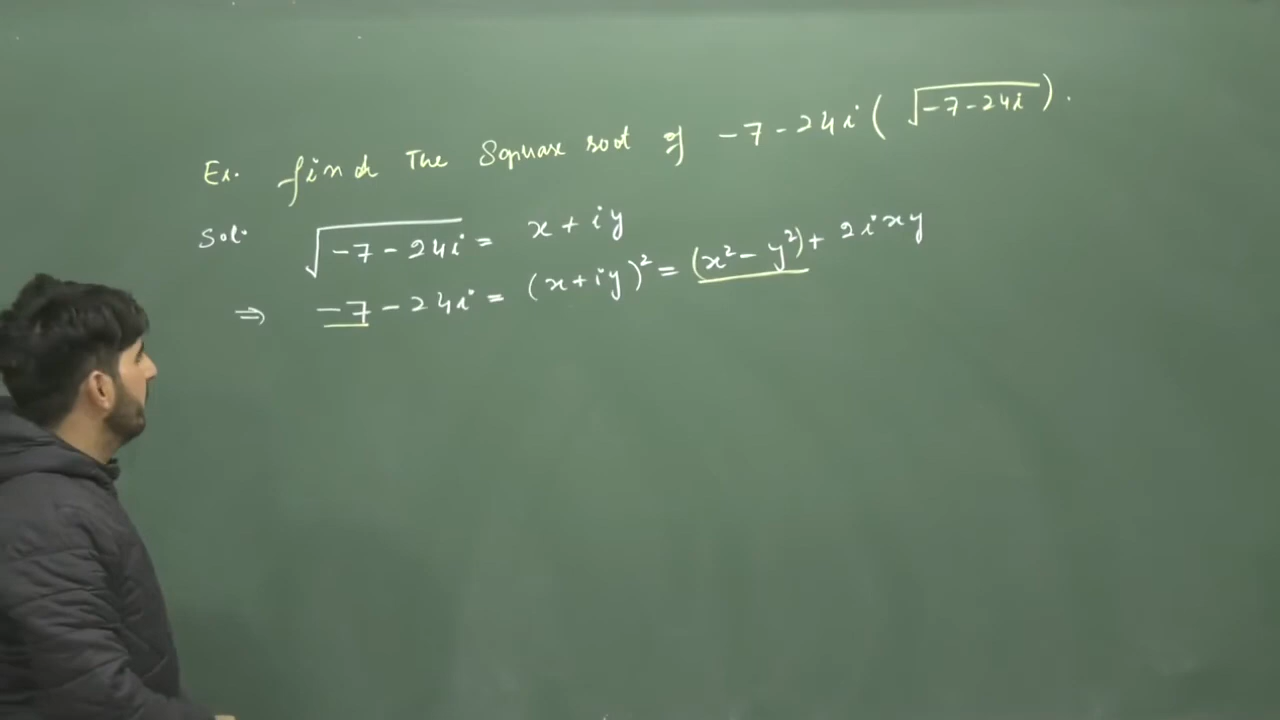 Ex. find The Square root of -7-24i (√-7-24i).
Sol. √-7-24i = x + iy
⇒ -7-24i = (x+iy)² = (x²-y²) + 2ixy